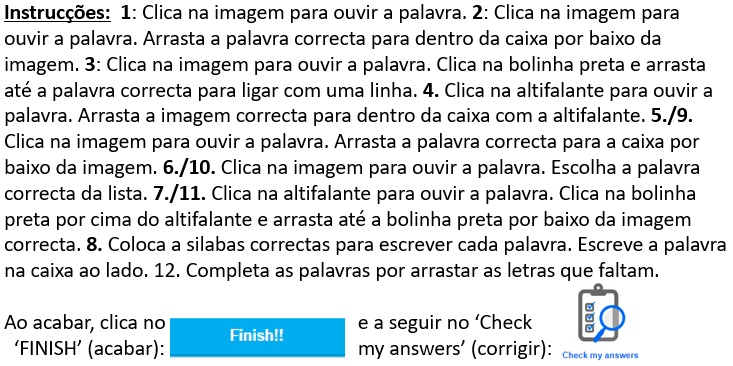 Instrucções: 1: Clica na imagem para ouvir a palavra. 2: Clica na imagem para
ouvir a palavra. Arrasta a palavra correcta para dentro da caixa por baixo da
imagem. 3: Clica na imagem para ouvir a palavra. Clica na bolinha preta e arrasta
até a palavra correcta para ligar com uma linha. 4. Clica na altifalante para ouvir a
palavra. Arrasta a imagem correcta para dentro da caixa com a altifalante. 5./9.
Clica na imagem para ouvir a palavra. Arrasta a palavra correcta para a caixa por
baixo da imagem. 6./10. Clica na imagem para ouvir a palavra. Escolha a palavra
correcta da lista. 7./11. Clica na altifalante para ouvir a palavra. Clica na bolinha
preta por cima do altifalante e arrasta até a bolinha preta por baixo da imagem
correcta. 8. Coloca a silabas correctas para escrever cada palavra. Escreve a palavra
na caixa ao lado. 12. Completa as palavras por arrastar as letras que faltam.
Ao acabar, clica no
'FINISH' (acabar):
Finish!!
e a seguir no 'Check
my answers' (corrigir):
Check my answers